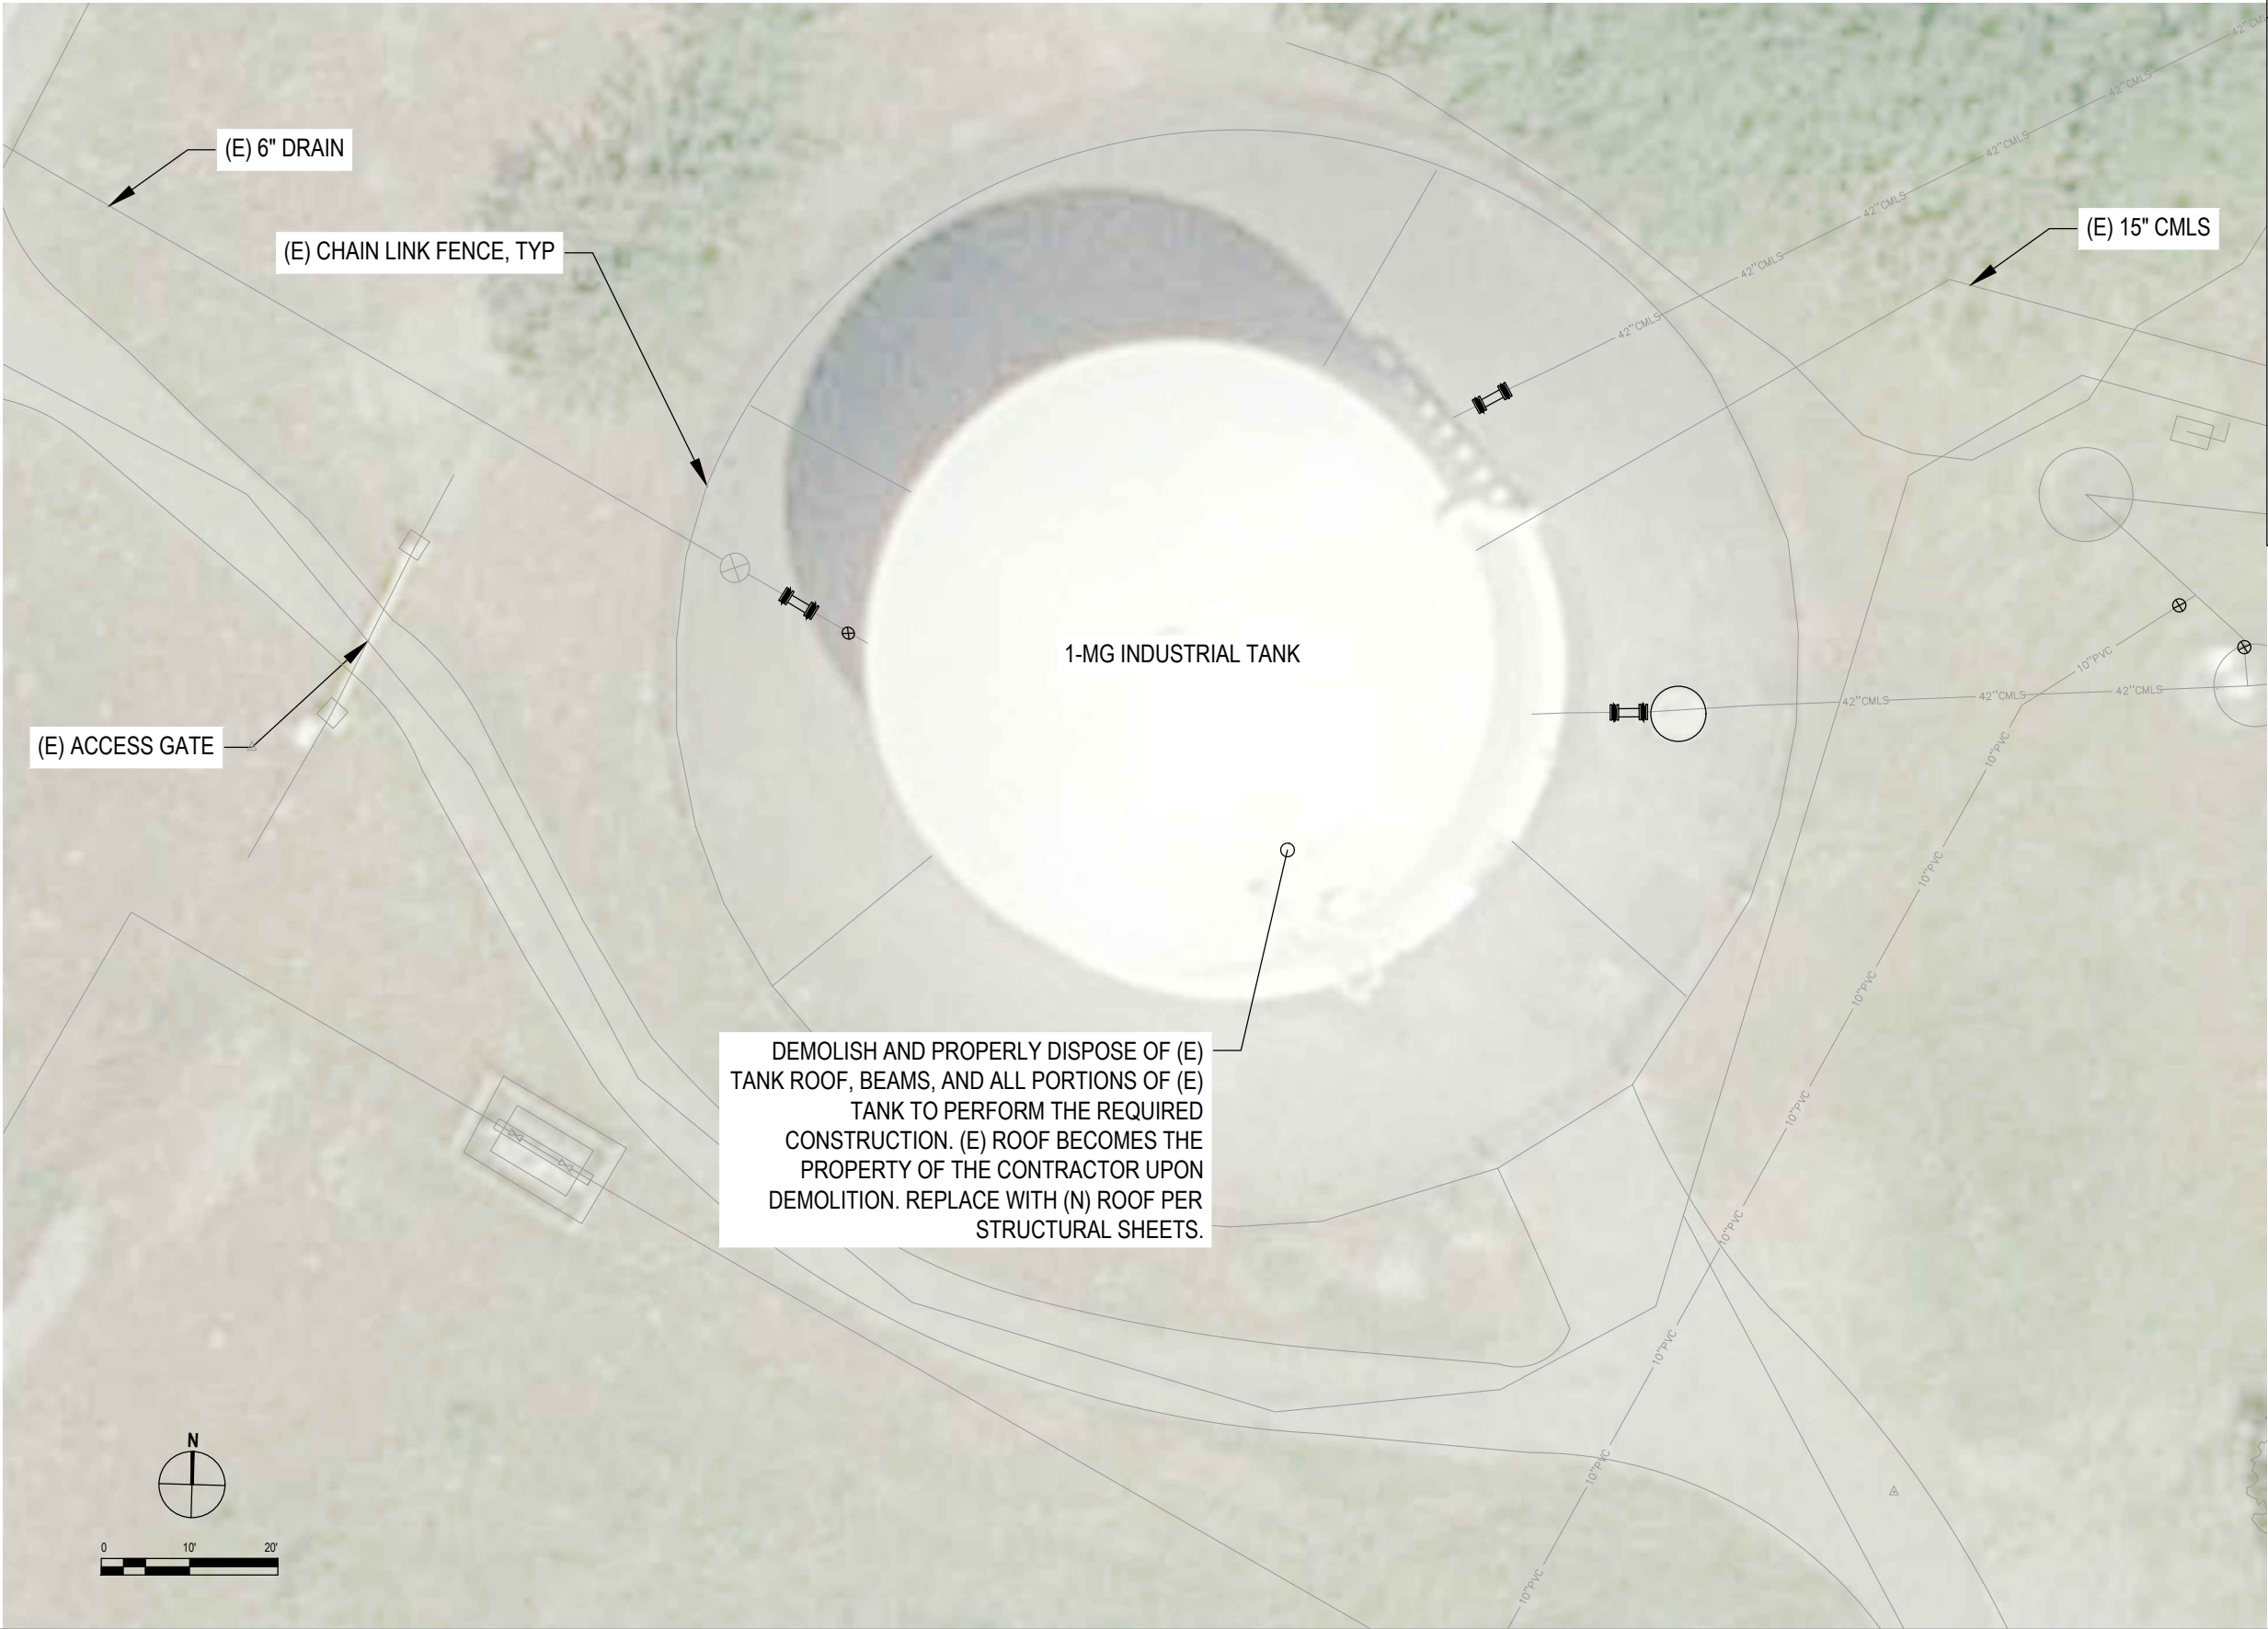 42"CMLS
42"CMLS
42"CMLS
42"CMLS
42"CMLS
42"CMLS
(E) 6" DRAIN
(E) 15" CMLS
(E) CHAIN LINK FENCE, TYP
1-MG INDUSTRIAL TANK
10"PVC
42"CMLS
42"CMLS
42"CMLS
(E) ACCESS GATE
10"PVC
10"PVC
10"PVC
DEMOLISH AND PROPERLY DISPOSE OF (E)
TANK ROOF, BEAMS, AND ALL PORTIONS OF (E)
TANK TO PERFORM THE REQUIRED
CONSTRUCTION. (E) ROOF BECOMES THE
PROPERTY OF THE CONTRACTOR UPON
DEMOLITION. REPLACE WITH (N) ROOF PER
STRUCTURAL SHEETS.
10"PVC
10"PVC
10"PVC
10"PVC
10"PVC
N
0 10' 20'